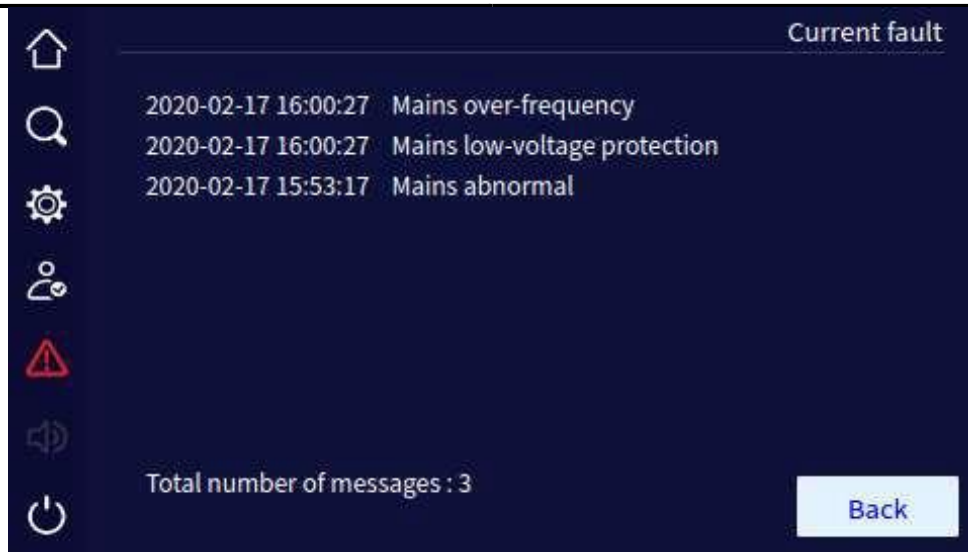 Current fault
2020-02-17 16:00:27 Mains over-frequency
2020-02-17 16:00:27 Mains low-voltage protection
2020-02-17 15:53:17 Mains abnormal
Total number of messages : 3
Back